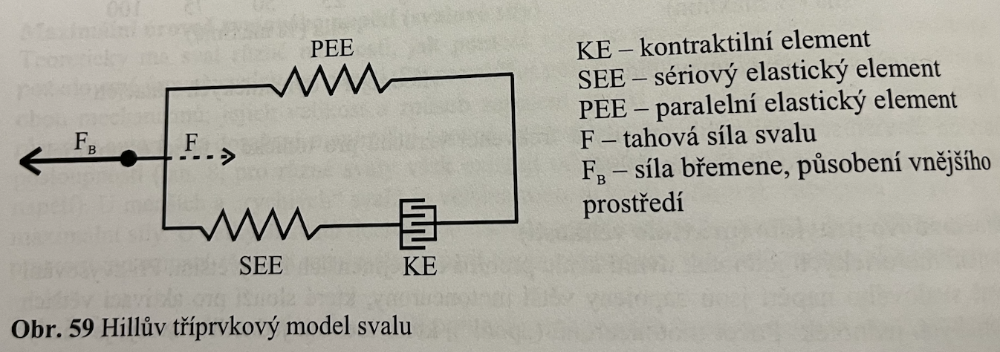 PEE
F_B
F
SEE
KE
KE – kontraktilní element
SEE – sériový elastický element
PEE – paralelní elastický element
F – tahová síla svalu
F_B – síla břemene, působení vnějšího
prostředí
Obr. 59 Hillův tříprvkový model svalu